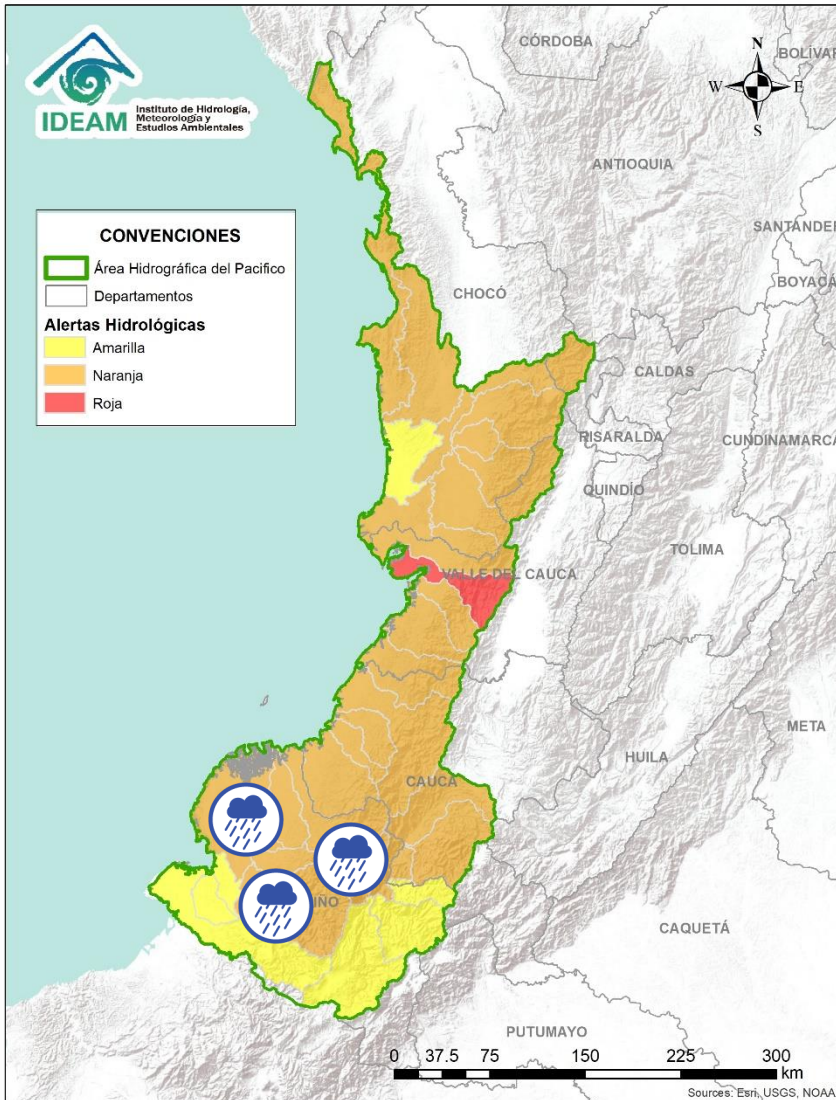 IDEAM
Instituto de Hidrología,
Meteorología y
Estudios Ambientales
CÓRDOBA
BOLÍVAR
N
W E
S
ANTIOQUIA
SANTANDER
BOYACÁ
CONVENCIONES
Área Hidrográfica del Pacifico
Departamentos
Alertas Hidrológicas
Amarilla
Naranja
Roja
CHOCÓ
CALDAS
RISARALDA
CUNDINAMARCA
QUINDÍO
TOLIMA
VALLE DEL CAUCA
META
HUILA
CAUCA
IÑO
CAQUETÁ
PUTUMAYO
0 37.5 75 150 225 300
km
Sources: Esri, USGS, NOAA